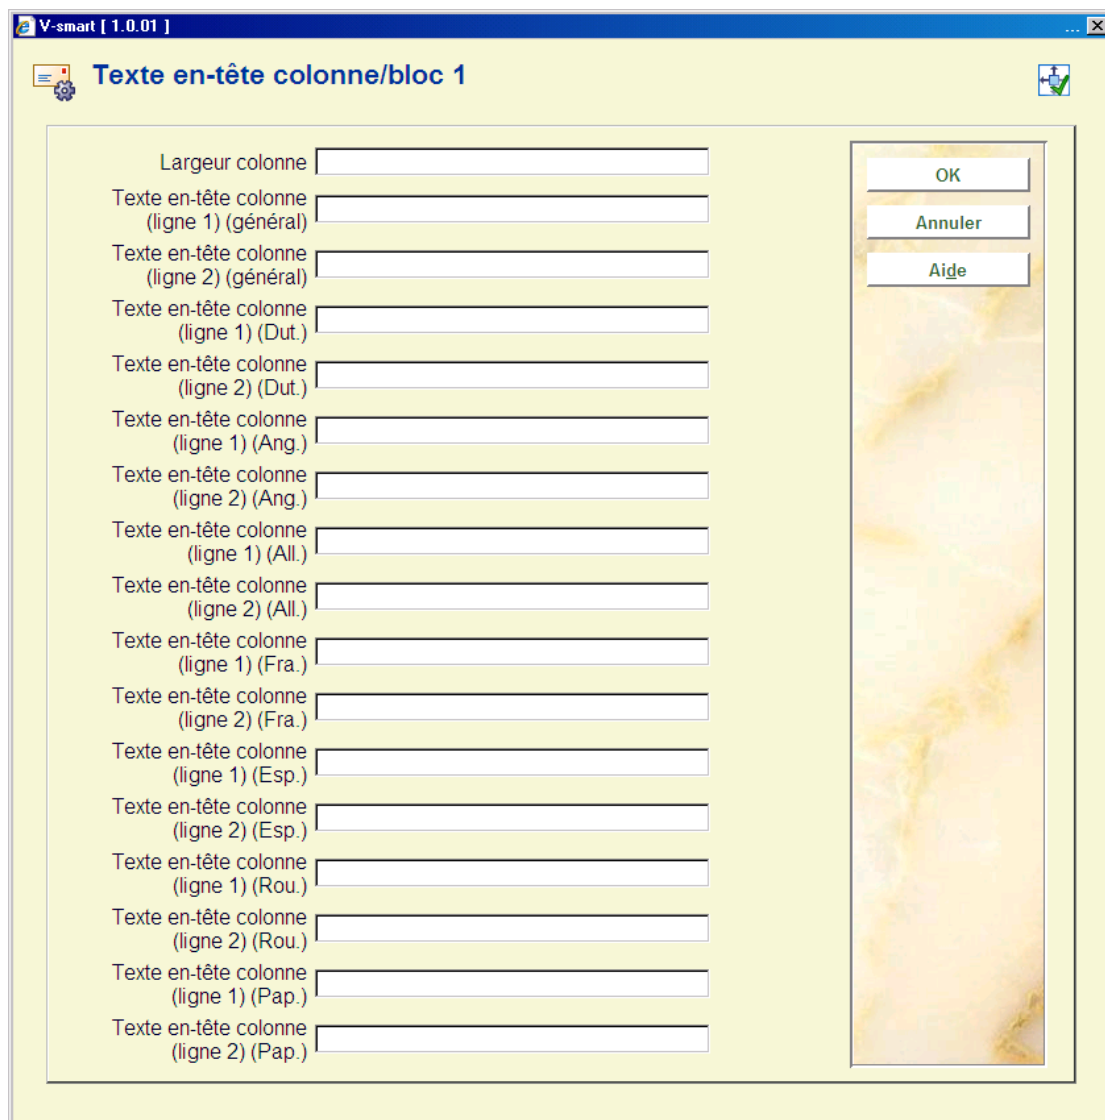 V-smart [ 1.0.01 ]
...
Texte en-tête colonne/bloc 1
Largeur colonne
Texte en-tête colonne
(ligne 1) (général)
Texte en-tête colonne
(ligne 2) (général)
Texte en-tête colonne
(ligne 1) (Dut.)
Texte en-tête colonne
(ligne 2) (Dut.)
Texte en-tête colonne
(ligne 1) (Ang.)
Texte en-tête colonne
(ligne 2) (Ang.)
Texte en-tête colonne
(ligne 1) (All.)
Texte en-tête colonne
(ligne 2) (All.)
Texte en-tête colonne
(ligne 1) (Fra.)
Texte en-tête colonne
(ligne 2) (Fra.)
Texte en-tête colonne
(ligne 1) (Esp.)
Texte en-tête colonne
(ligne 2) (Esp.)
Texte en-tête colonne
(ligne 1) (Rou.)
Texte en-tête colonne
(ligne 2) (Rou.)
Texte en-tête colonne
(ligne 1) (Pap.)
Texte en-tête colonne
(ligne 2) (Pap.)
OK
Annuler
Aide